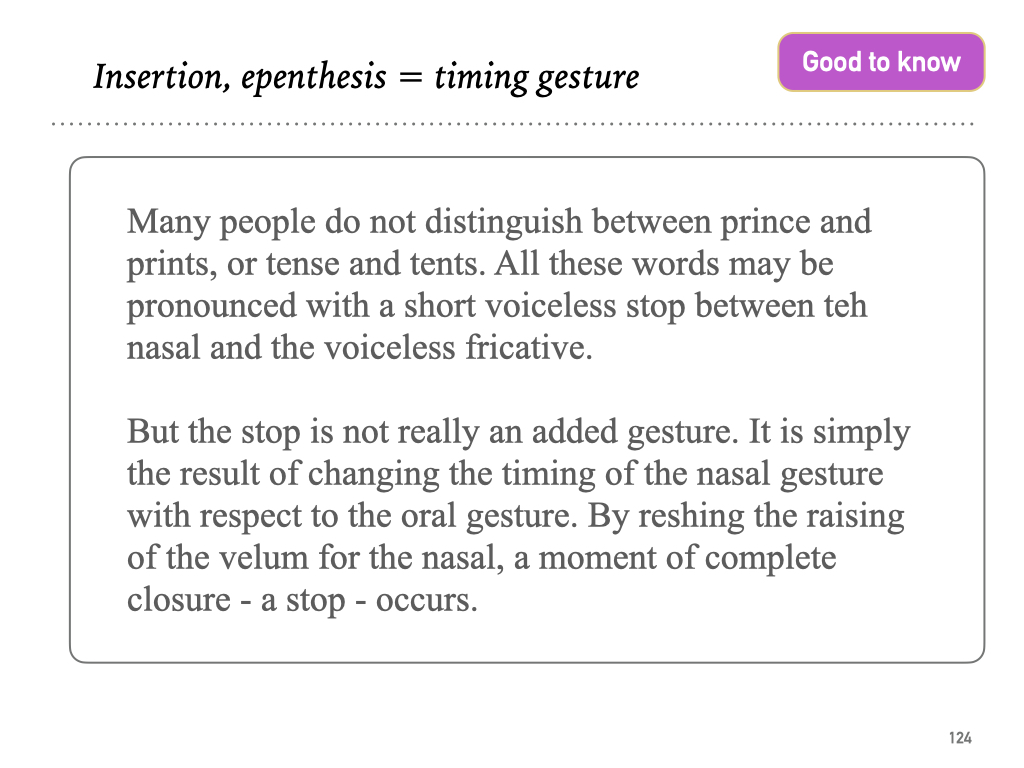 Insertion, epenthesis = timing gesture
Good to know
Many people do not distinguish between prince and
prints, or tense and tents. All these words may be
pronounced with a short voiceless stop between teh
nasal and the voiceless fricative.
But the stop is not really an added gesture. It is simply
the result of changing the timing of the nasal gesture
with respect to the oral gesture. By reshing the raising
of the velum for the nasal, a moment of complete
closure - a stop - occurs.
124